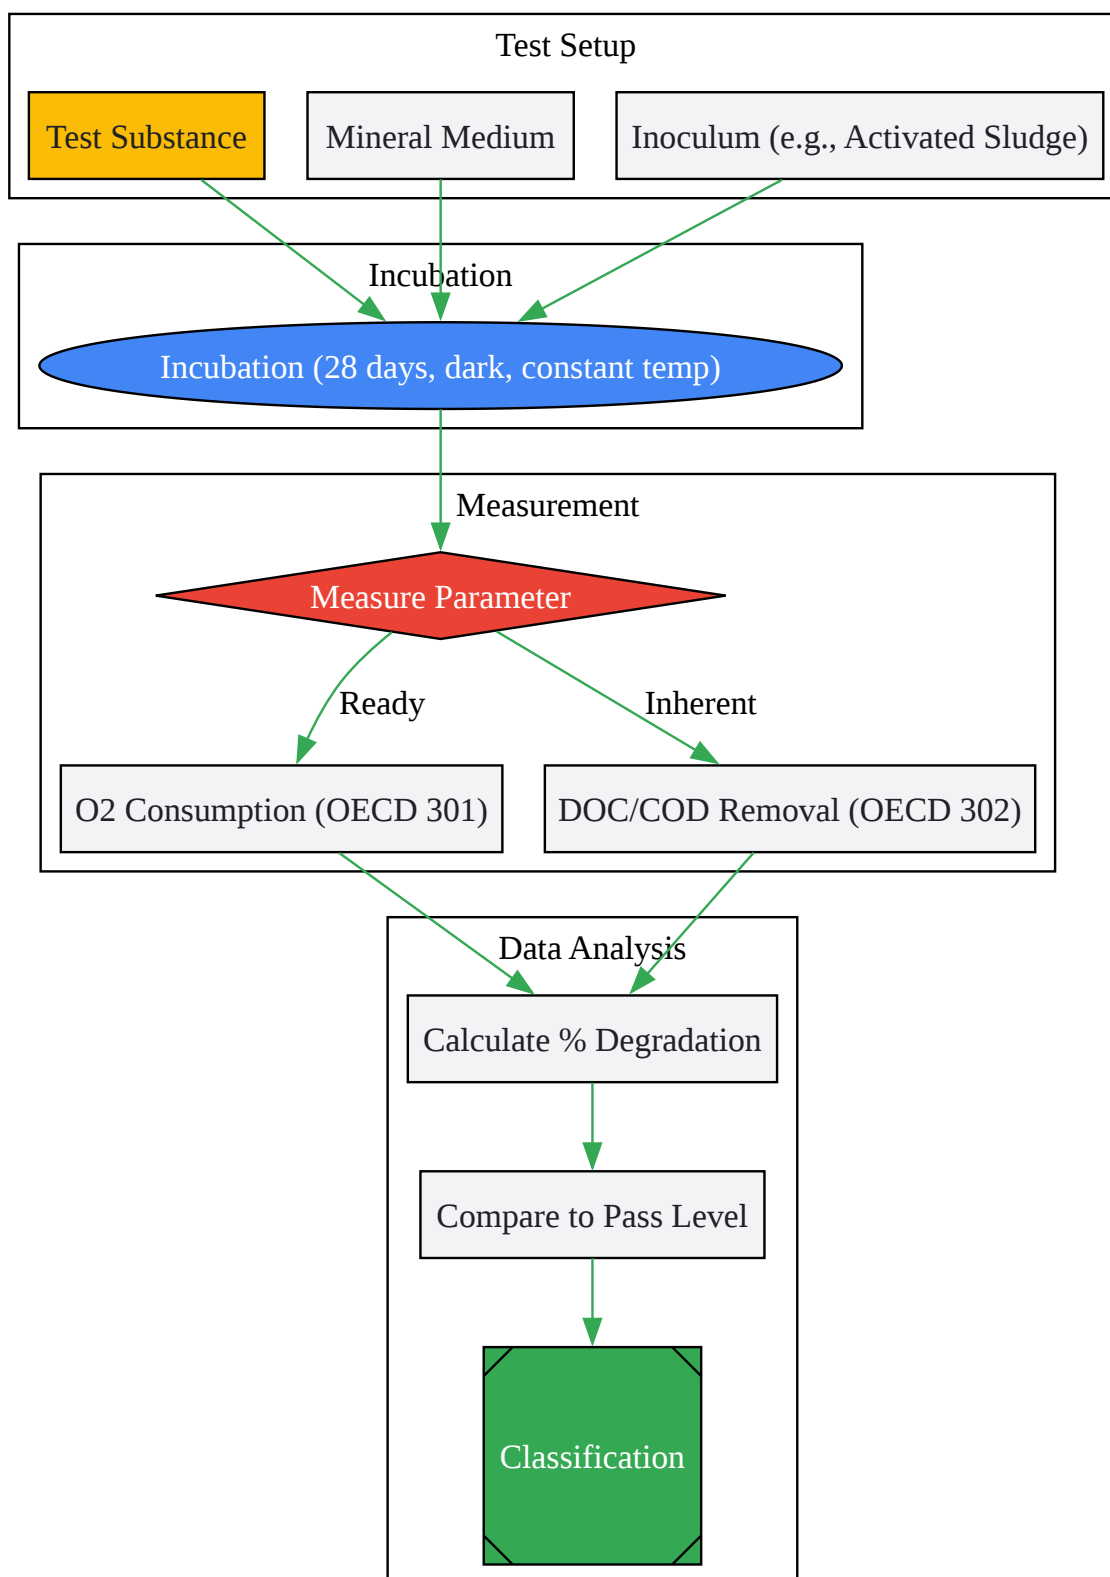 Test Setup
Test Substance
Mineral Medium
Inoculum (e.g., Activated Sludge)
Incubation
Incubation (28 days, dark, constant temp)
Measurement
Measure Parameter
Ready
Inherent
O2 Consumption (OECD 301)
DOC/COD Removal (OECD 302)
Data Analysis
Calculate % Degradation
Compare to Pass Level
Classification